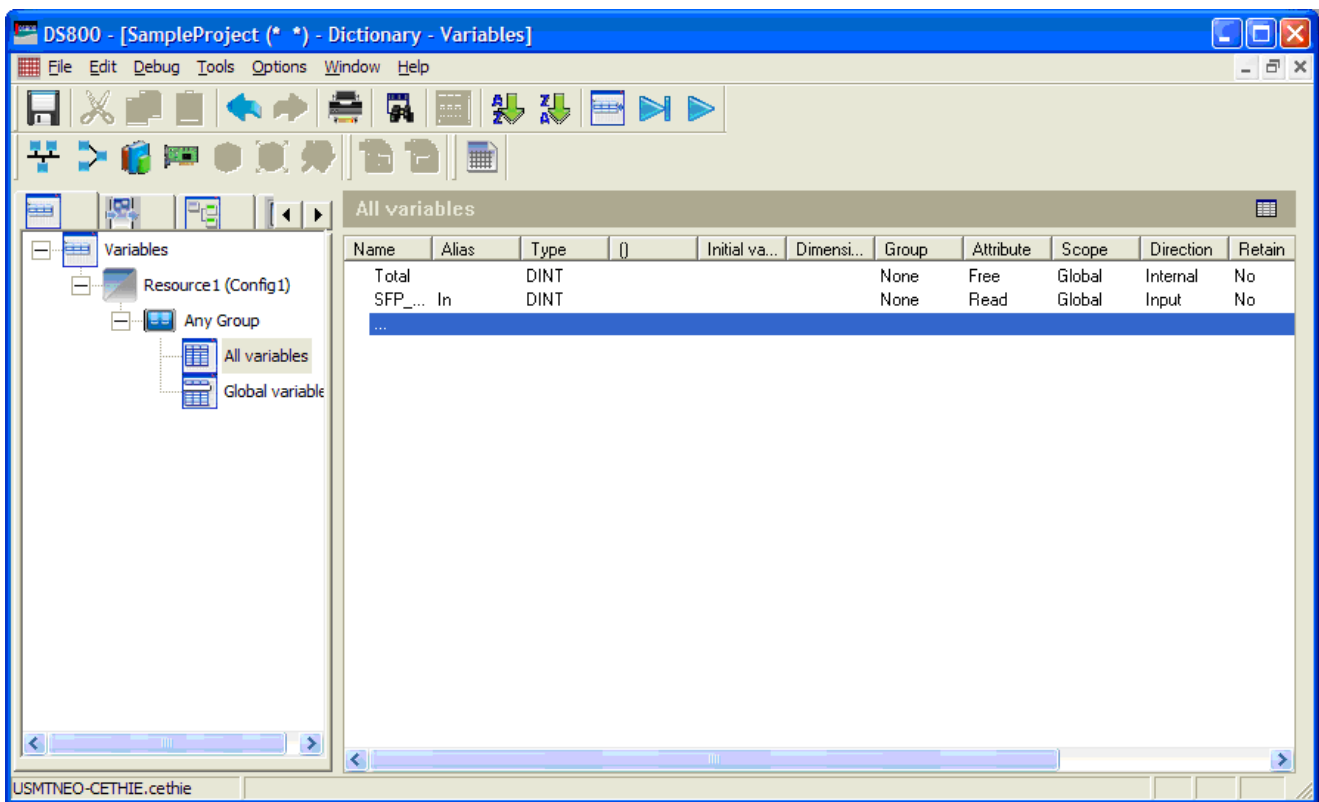 DS800 - [SampleProject (* *) - Dictionary - Variables]
File Edit Debug Tools Options Window Help
All variables
Variables
Resource1 (Config1)
Any Group
All variables
Global variable
Name Alias Type () Initial va... Dimensi... Group Attribute Scope Direction Retain
Total DINT None Free Global Internal No
SFP_... In DINT None Read Global Input No
...
USMTNEO-CETHIE.cethie